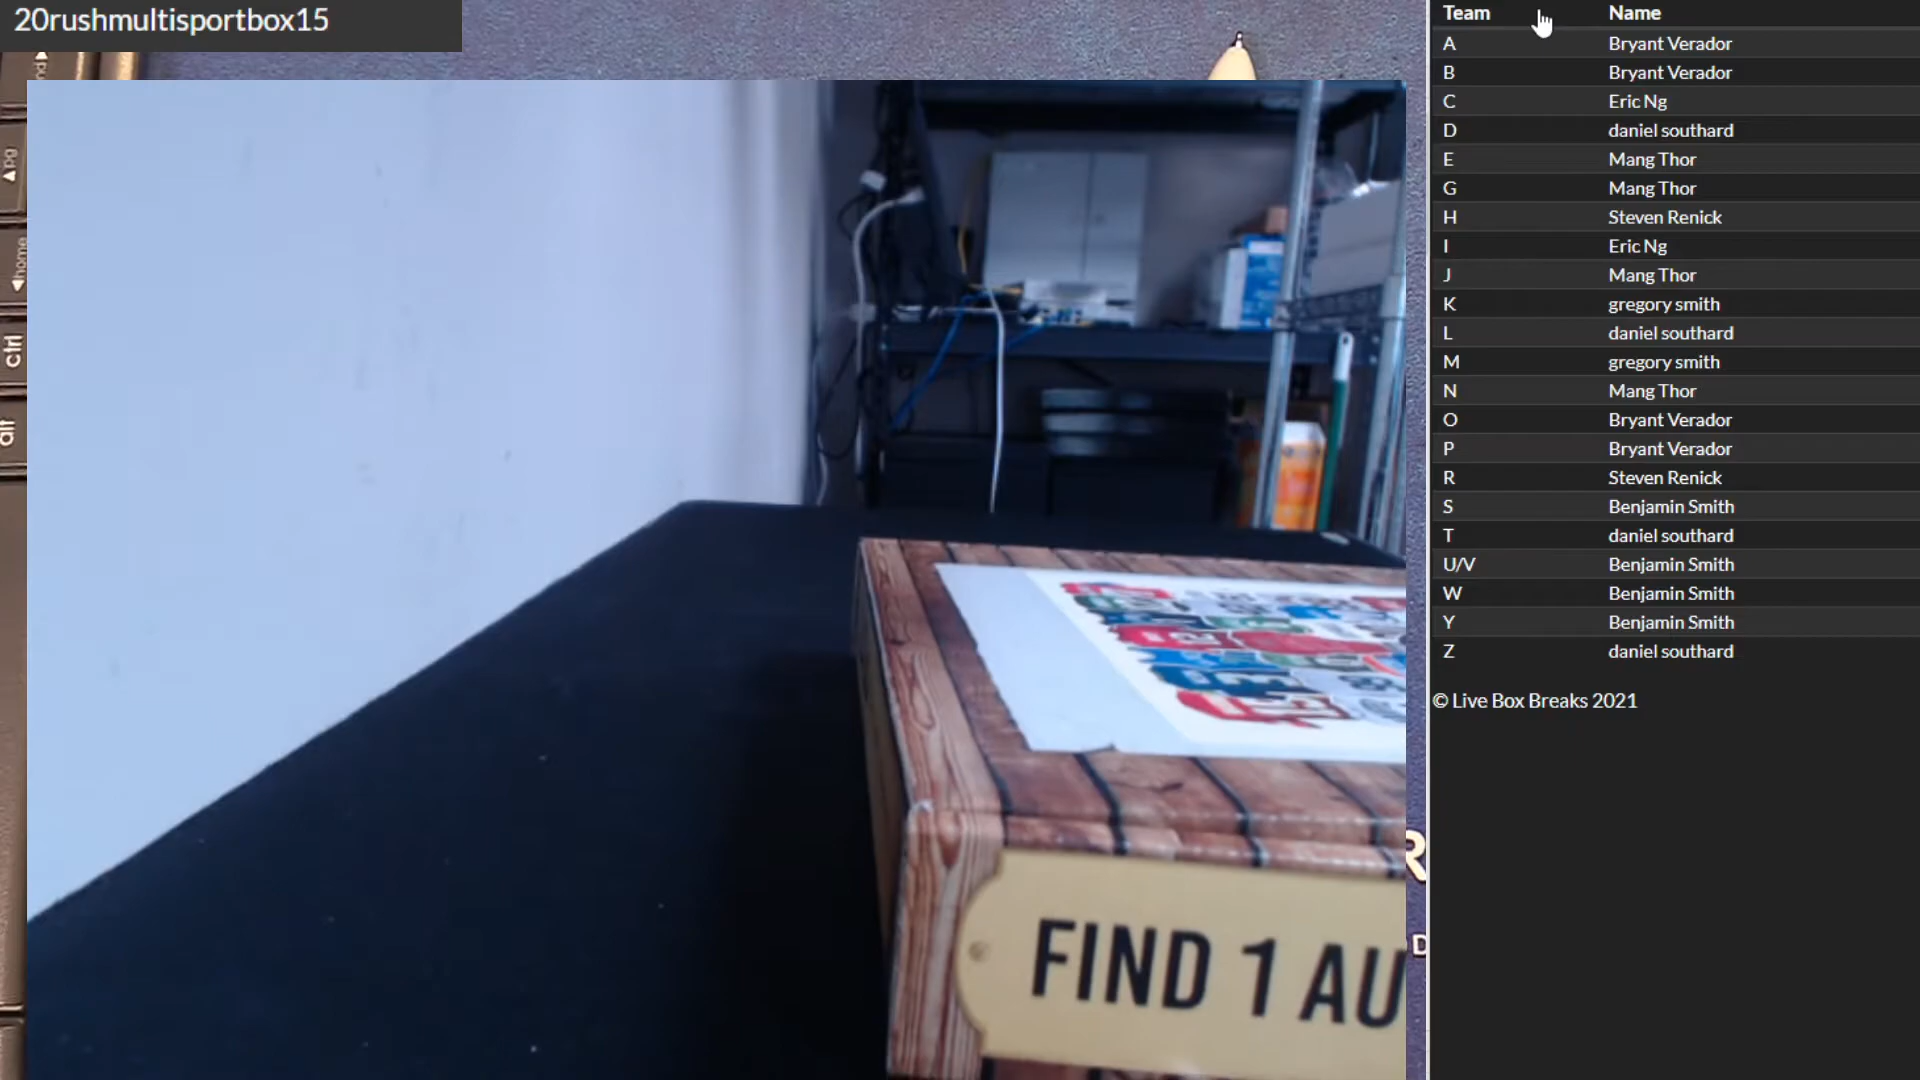 20rushmultisportbox15
pg
home
ctrl
alt
FIND 1 AU
Team Name
A Bryant Verador
B Bryant Verador
C Eric Ng
D daniel southard
E Mang Thor
G Mang Thor
H Steven Renick
I Eric Ng
J Mang Thor
K gregory smith
L daniel southard
M gregory smith
N Mang Thor
O Bryant Verador
P Bryant Verador
R Steven Renick
S Benjamin Smith
T daniel southard
U/V Benjamin Smith
W Benjamin Smith
Y Benjamin Smith
Z daniel southard
© Live Box Breaks 2021